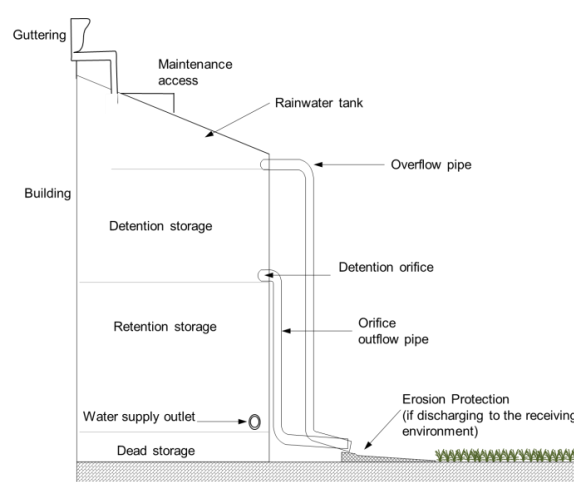 Guttering
Maintenance
access
Rainwater tank
Overflow pipe
Building
Detention storage
Detention orifice
Retention storage
Orifice
outflow pipe
Erosion Protection
(if discharging to the receiving
environment)
Water supply outlet
Dead storage